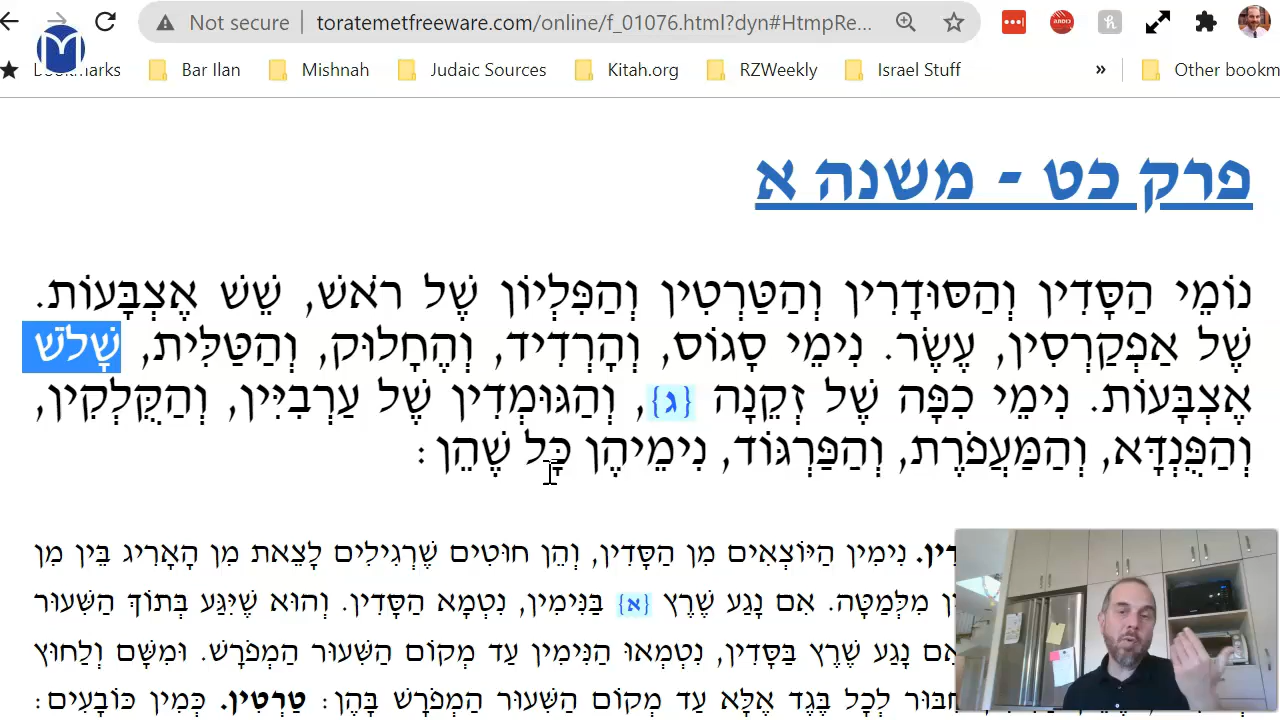 Not secure
toratemetfreeware.com/online/f_01076.html?dyn#HtmpRe...
Bookmarks Bar Ilan Mishnah Judaic Sources Kitah.org RZWeekly Israel Stuff » Other bookm
פרק כט - משנה א
נוֹמֵי הַסָּדִין וְהַסּוּדָרִין וְהַטַּרְטִין וְהַפִּלְיוֹן שֶׁל רֹאשׁ, שֵׁשׁ אֶצְבָּעוֹת.
שֶׁל אַפְקַרְסִין, עֶשֶׂר. נִימֵי סָגוֹס, וְהָרְדִיד, וְהֶחָלוּק, וְהַטַּלִּית, שָׁלֹשׁ
אֶצְבָּעוֹת. נִימֵי כִפָּה שֶׁל זְקֵנָה {ג}, וְהַגּוּמְדִין שֶׁל עַרְבִיִּין, וְהַקֻּלְקִין,
וְהַפֻּנְדָּא, וְהַמַּעֲפֹרֶת, וְהַפַּרְגּוֹד, נִימֵיהֶן כָּל שֶׁהֵן:
דִין. נִימִין הַיּוֹצְאִים מִן הַסָּדִין, וְהֵן חוּטִים שֶׁרְגִילִים לָצֵאת מִן הָאָרִיג בֵּין מִן
ן מִלְּמַטָּה. אִם נָגַע שֶׁרֶץ {א} בַּנִּימִין, נִטְמָא הַסָּדִין. וְהוּא שֶׁיִּגַּע בְּתוֹךְ הַשִּׁעוּר
אִם נָגַע שֶׁרֶץ בַּסָּדִין, נִטְמְאוּ הַנִּימִין עַד מְקוֹם הַשִּׁעוּר הַמְפֹרָשׁ. וּמִשָּׁם וְלַחוּץ
חִבּוּר לְכָל בֶּגֶד אֶלָּא עַד מְקוֹם הַשִּׁעוּר הַמְפֹרָשׁ בָּהֶן: טַרְטִין. כְּמִין כּוֹבָעִים: